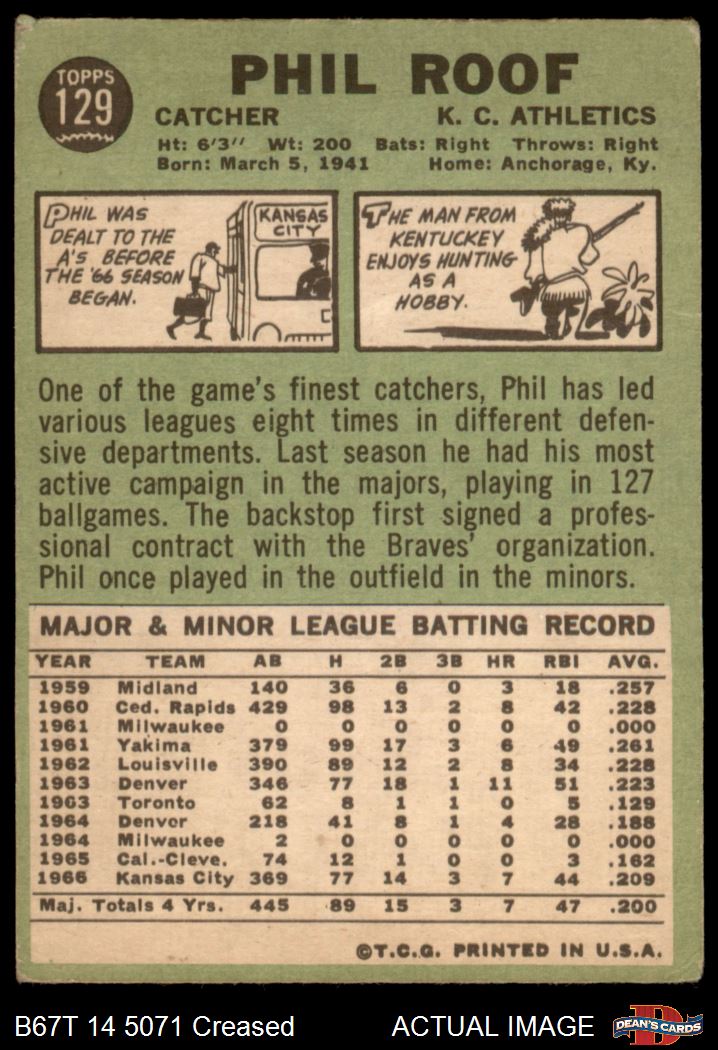 TOPPS
129
PHIL ROOF
CATCHER K. C. ATHLETICS
Ht: 6'3" Wt: 200 Bats: Right Throws: Right
Born: March 5, 1941 Home: Anchorage, Ky.
PHIL WAS
DEALT TO THE
A'S BEFORE
THE '66 SEASON
BEGAN.
KANSAS
CITY
THE MAN FROM
KENTUCKEY
ENJOYS HUNTING
AS A
HOBBY.
One of the game's finest catchers, Phil has led
various leagues eight times in different defen-
sive departments. Last season he had his most
active campaign in the majors, playing in 127
ballgames. The backstop first signed a profes-
sional contract with the Braves' organization.
Phil once played in the outfield in the minors.
MAJOR & MINOR LEAGUE BATTING RECORD
YEAR TEAM AB H 2B 3B HR RBI AVG.
1959 Midland 140 36 6 0 3 18 .257
1960 Ced. Rapids 429 98 13 2 8 42 .228
1961 Milwaukee 0 0 0 0 0 0 .000
1961 Yakima 379 99 17 3 6 49 .261
1962 Louisville 390 89 12 2 8 34 .228
1963 Denver 346 77 18 1 11 51 .223
1963 Toronto 62 8 1 1 0 5 .129
1964 Denver 218 41 8 1 4 28 .188
1964 Milwaukee 2 0 0 0 0 0 .000
1965 Cal.-Cleve. 74 12 1 0 0 3 .162
1966 Kansas City 369 77 14 3 7 44 .209
Maj. Totals 4 Yrs. 445 89 15 3 7 47 .200
©T.C.G. PRINTED IN U.S.A.
B67T 14 5071 Creased ACTUAL IMAGE
D
DEAN'S CARDS